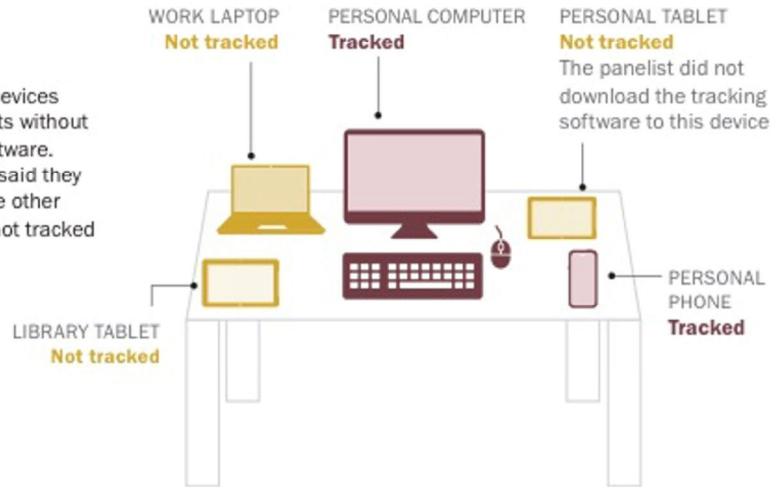 WORK LAPTOP
Not tracked
PERSONAL COMPUTER
Tracked
PERSONAL TABLET
Not tracked
The panelist did not
download the tracking
software to this device
evices
ts without
tware.
said they
e other
not tracked
LIBRARY TABLET
Not tracked
PERSONAL
PHONE
Tracked